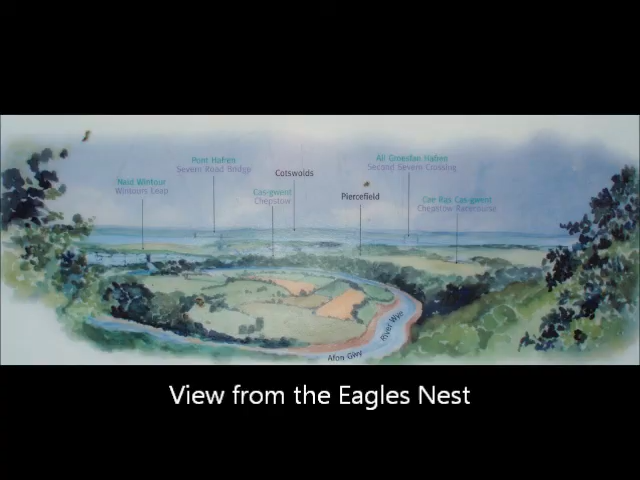 Pont Hafren
Severn Road Bridge
Ail Groesfan Hafren
Second Severn Crossing
Cotswolds
Naid Wintour
Wintours Leap
Cas-gwent
Chepstow
Piercefield
Cae Ras Cas-gwent
Chepstow Racecourse
River Wye
Afon Gwy
View from the Eagles Nest